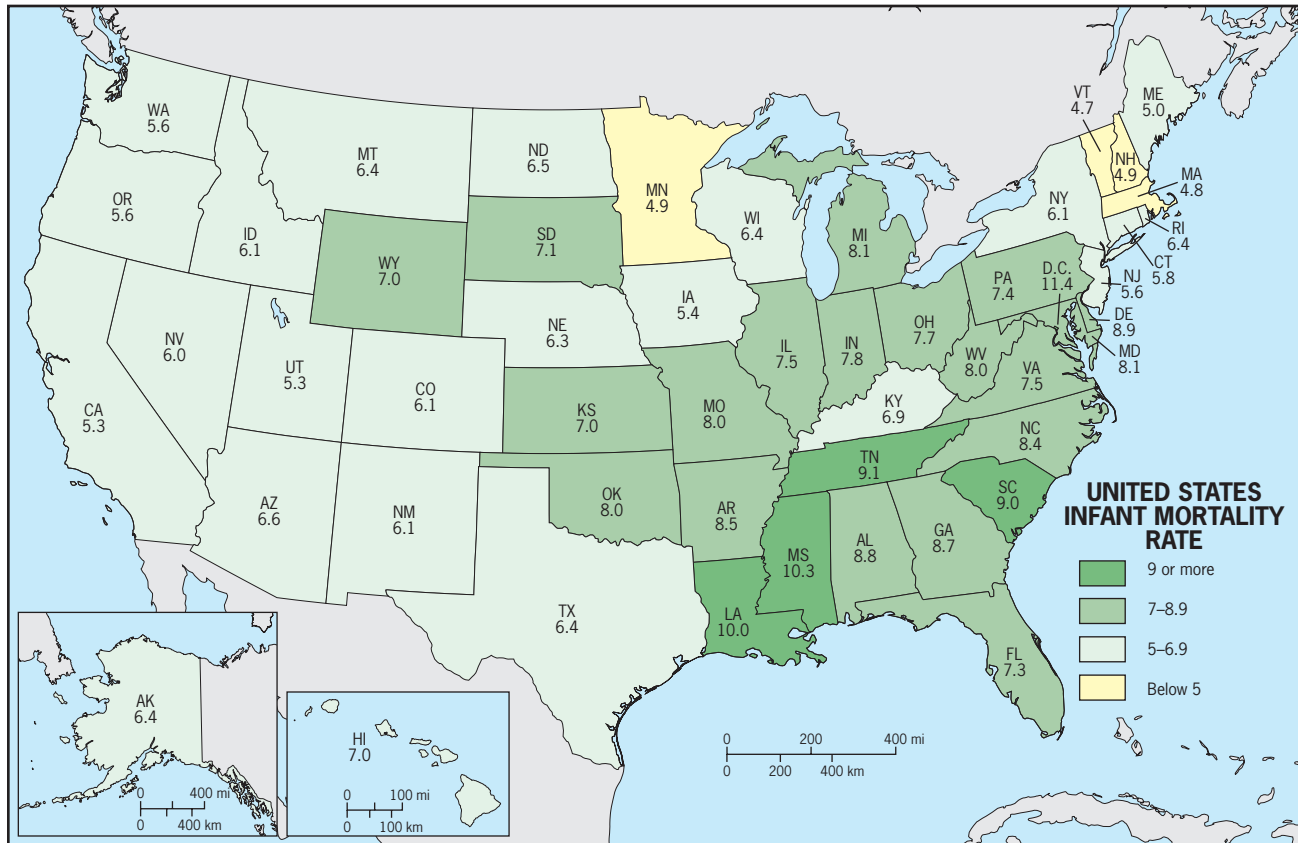 WA
5.6
OR
5.6
CA
5.3
NV
6.0
ID
6.1
MT
6.4
WY
7.0
UT
5.3
AZ
6.6
CO
6.1
NM
6.1
ND
6.5
SD
7.1
NE
6.3
KS
7.0
OK
8.0
TX
6.4
MN
4.9
IA
5.4
MO
8.0
AR
8.5
LA
10.0
WI
6.4
IL
7.5
MI
8.1
IN
7.8
OH
7.7
KY
6.9
TN
9.1
MS
10.3
AL
8.8
GA
8.7
FL
7.3
SC
9.0
NC
8.4
VA
7.5
WV
8.0
PA
7.4
D.C.
11.4
NY
6.1
VT
4.7
NH
4.9
ME
5.0
MA
4.8
RI
6.4
CT
5.8
NJ
5.6
DE
8.9
MD
8.1
UNITED STATES
INFANT MORTALITY
RATE
9 or more
7–8.9
5–6.9
Below 5
AK
6.4
0 400 mi
0 400 km
HI
7.0
0 100 mi
0 100 km
0 200 400 mi
0 200 400 km